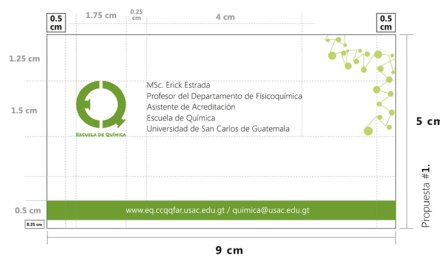 0.5
cm
1.75 cm
0.25
cm
4 cm
0.5
cm
1.25 cm
1.5 cm
MSc. Erick Estrada
Profesor del Departamento de Fisicoquímica
Asistente de Acreditación
Escuela de Química
Universidad de San Carlos de Guatemala
ESCUELA DE QUÍMICA
5 cm
Propuesta #1.
0.5 cm
www.eq.ccqqfar.usac.edu.gt / quimica@usac.edu.gt
0.25 cm
9 cm